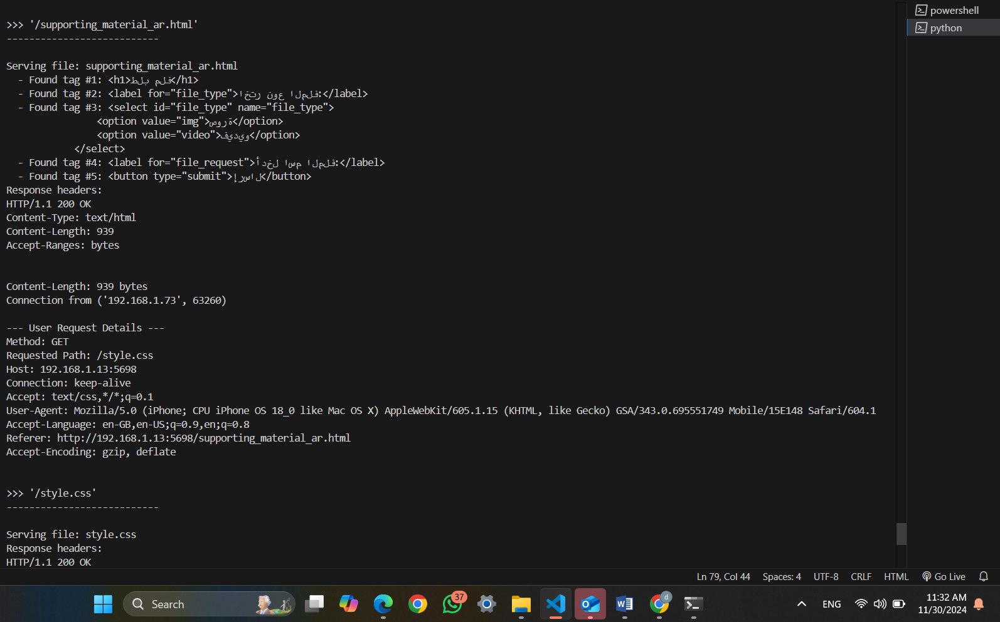 >>> '/supporting_material_ar.html'
---------------------------
Serving file: supporting_material_ar.html
- Found tag #1: <h1>طلب ملف</h1>
- Found tag #2: <label for="file_type">اختر نوع الملف:</label>
- Found tag #3: <select id="file_type" name="file_type">
<option value="img">صورة</option>
<option value="video">فيديو</option>
</select>
- Found tag #4: <label for="file_request">أدخل اسم الملف:</label>
- Found tag #5: <button type="submit">إرسال</button>
Response headers:
HTTP/1.1 200 OK
Content-Type: text/html
Content-Length: 939
Accept-Ranges: bytes
Content-Length: 939 bytes
Connection from ('192.168.1.73', 63260)
--- User Request Details ---
Method: GET
Requested Path: /style.css
Host: 192.168.1.13:5698
Connection: keep-alive
Accept: text/css,*/*;q=0.1
User-Agent: Mozilla/5.0 (iPhone; CPU iPhone OS 18_0 like Mac OS X) AppleWebKit/605.1.15 (KHTML, like Gecko) GSA/343.0.695551749 Mobile/15E148 Safari/604.1
Accept-Language: en-GB,en-US;q=0.9,en;q=0.8
Referer: http://192.168.1.13:5698/supporting_material_ar.html
Accept-Encoding: gzip, deflate
>>> '/style.css'
---------------------------
Serving file: style.css
Response headers:
HTTP/1.1 200 OK
powershell
python
Ln 79, Col 44 Spaces: 4 UTF-8 CRLF HTML Go Live
Search
37
d
ENG
11:32 AM
11/30/2024